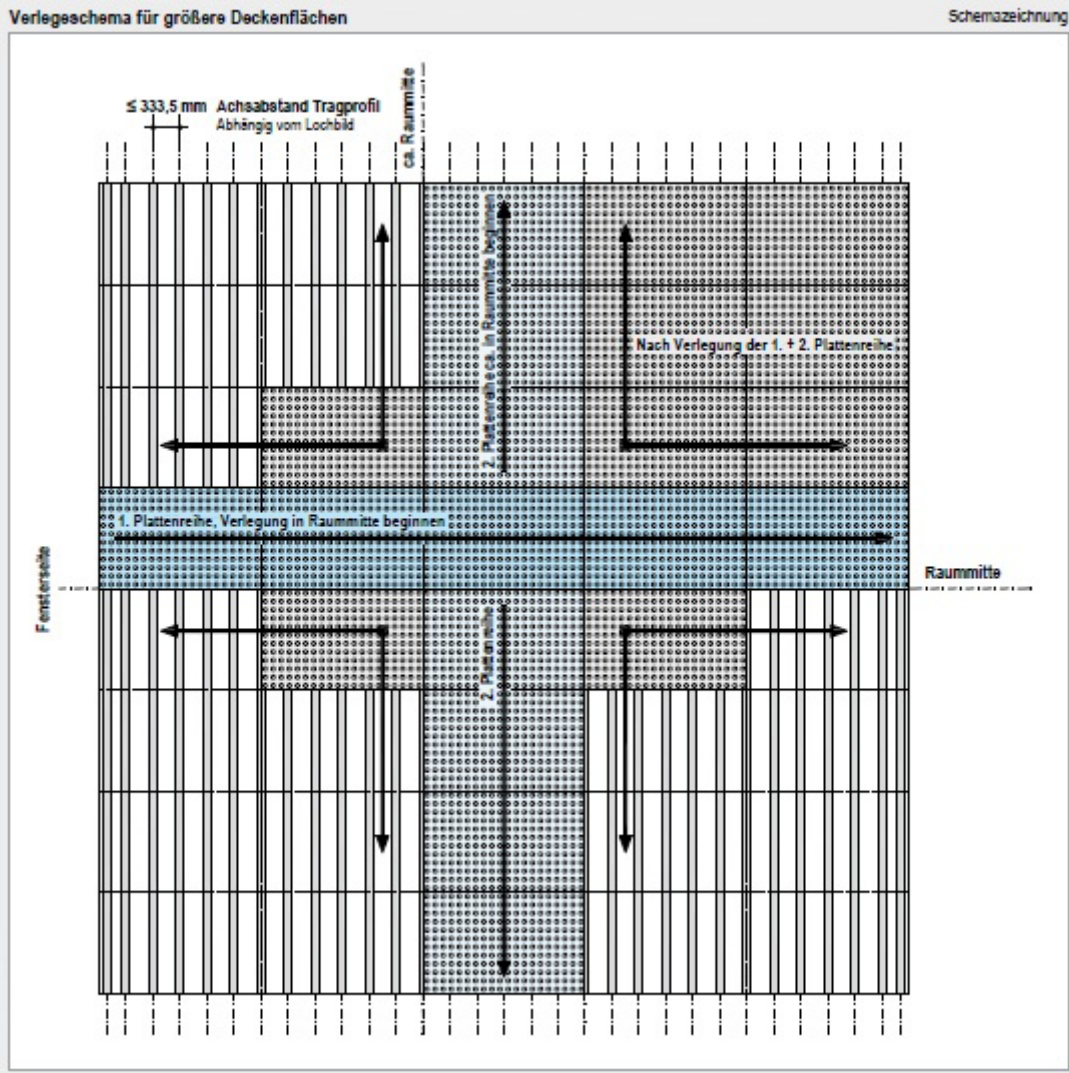 Verlegeschema für größere Deckenflächen
Schemazeichnung
≤ 333,5 mm Achsabstand Tragprofil
Abhängig vom Lochbild
ca. Raummitte
2. Plattenreihe ca. in Raummitte beginnen
Nach Verlegung der 1. + 2. Plattenreihe
1. Plattenreihe, Verlegung in Raummitte beginnen
Fensterseite
Raummitte
2. Plattenreihe